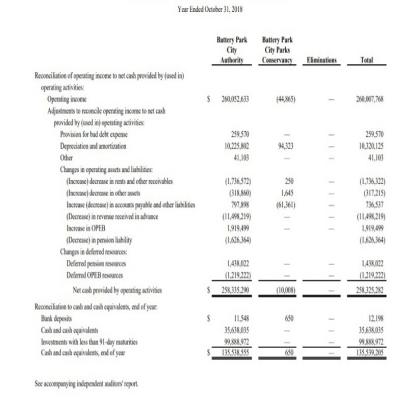 Year Ended October 31, 2018
Battery Park City Authority Battery Park City Parks Conservancy Eliminations Total
Reconciliation of operating income to net cash provided by (used in)
operating activities:
Operating income $ 260,052,633 (44,865) — 260,007,768
Adjustments to reconcile operating income to net cash
provided by (used in) operating activities:
Provision for bad debt expense 259,570 — — 259,570
Depreciation and amortization 10,225,802 94,323 — 10,320,125
Other 41,103 — — 41,103
Changes in operating assets and liabilities:
(Increase) decrease in rents and other receivables (1,736,572) 250 — (1,736,322)
(Increase) decrease in other assets (318,860) 1,645 — (317,215)
Increase (decrease) in accounts payable and other liabilities 797,898 (61,361) — 736,537
(Decrease) in revenue received in advance (11,498,219) — — (11,498,219)
Increase in OPEB 1,919,499 — — 1,919,499
(Decrease) in pension liability (1,626,364) (1,626,364)
Changes in deferred resources:
Deferred pension resources 1,438,022 — — 1,438,022
Deferred OPEB resources (1,219,222) — — (1,219,222)
Net cash provided by operating activities $ 258,335,290 (10,008) — 258,325,282
Reconciliation to cash and cash equivalents, end of year:
Bank deposits $ 11,548 650 — 12,198
Cash and cash equivalents 35,638,035 — — 35,638,035
Investments with less than 91-day maturities 99,888,972 — — 99,888,972
Cash and cash equivalents, end of year $ 135,538,555 650 — 135,539,205
See accompanying independent auditors' report.